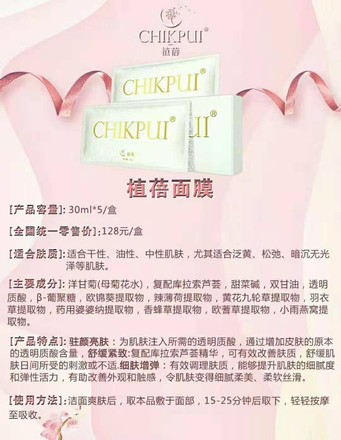 CHIKPUI®
植蓓
CHIKPUI®
CHIKPUI®
植蓓面膜
[产品容量]: 30ml*5/盒
[全国统一零售价]: 128元/盒
[适合肤质]: 适合干性、油性、中性肌肤，尤其适合泛黄、松弛、暗沉无光
泽等肌肤。
[主要成分]: 洋甘菊(母菊花水)，复配库拉索芦荟，甜菜碱，双甘油，透明
质酸，β-葡聚糖，欧锦葵提取物，辣薄荷提取物，黄花九轮草提取物，羽衣
草提取物，药用婆婆纳提取物，香蜂草提取物，欧蓍草提取物，小雨燕窝提
取物。
[产品特点]: 驻颜亮肤：为肌肤注入所需的透明质酸，通过增加皮肤的原本
的透明质酸含量，舒缓紧致:复配库拉索芦荟精华，可有效改善肤质，舒缓肌
肤日间所受的刺激或不适.细肤增弹：有效调理肤质，能够提升肌肤的细腻度
和弹性活力，有助改善外观和触感，令肌肤变得细腻柔美、柔软丝滑。
[使用方法]: 洁面爽肤后，取本品敷于面部，15-25分钟后取下，轻轻按摩
至吸收。